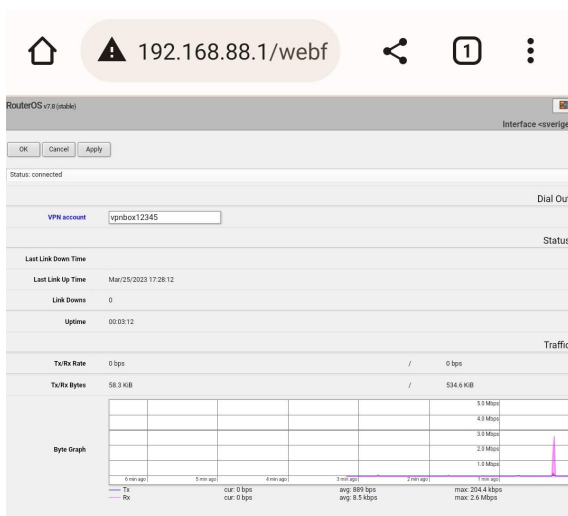 192.168.88.1/webf
1
RouterOS v7.8 (stable)
Interface <sverige
OK Cancel Apply
Status: connected
Dial Out
VPN account vpnbox12345
Status
Last Link Down Time
Last Link Up Time Mar/25/2023 17:28:12
Link Downs 0
Uptime 00:03:12
Traffic
Tx/Rx Rate 0 bps / 0 bps
Tx/Rx Bytes 58.3 KiB / 534.6 KiB
Byte Graph
5.0 Mbps
4.0 Mbps
3.0 Mbps
2.0 Mbps
1.0 Mbps
6 min ago 5 min ago 4 min ago 3 min ago 2 min ago 1 min ago
Tx cur: 0 bps avg: 889 bps max: 204.4 kbps
Rx cur: 0 bps avg: 8.5 kbps max: 2.6 Mbps